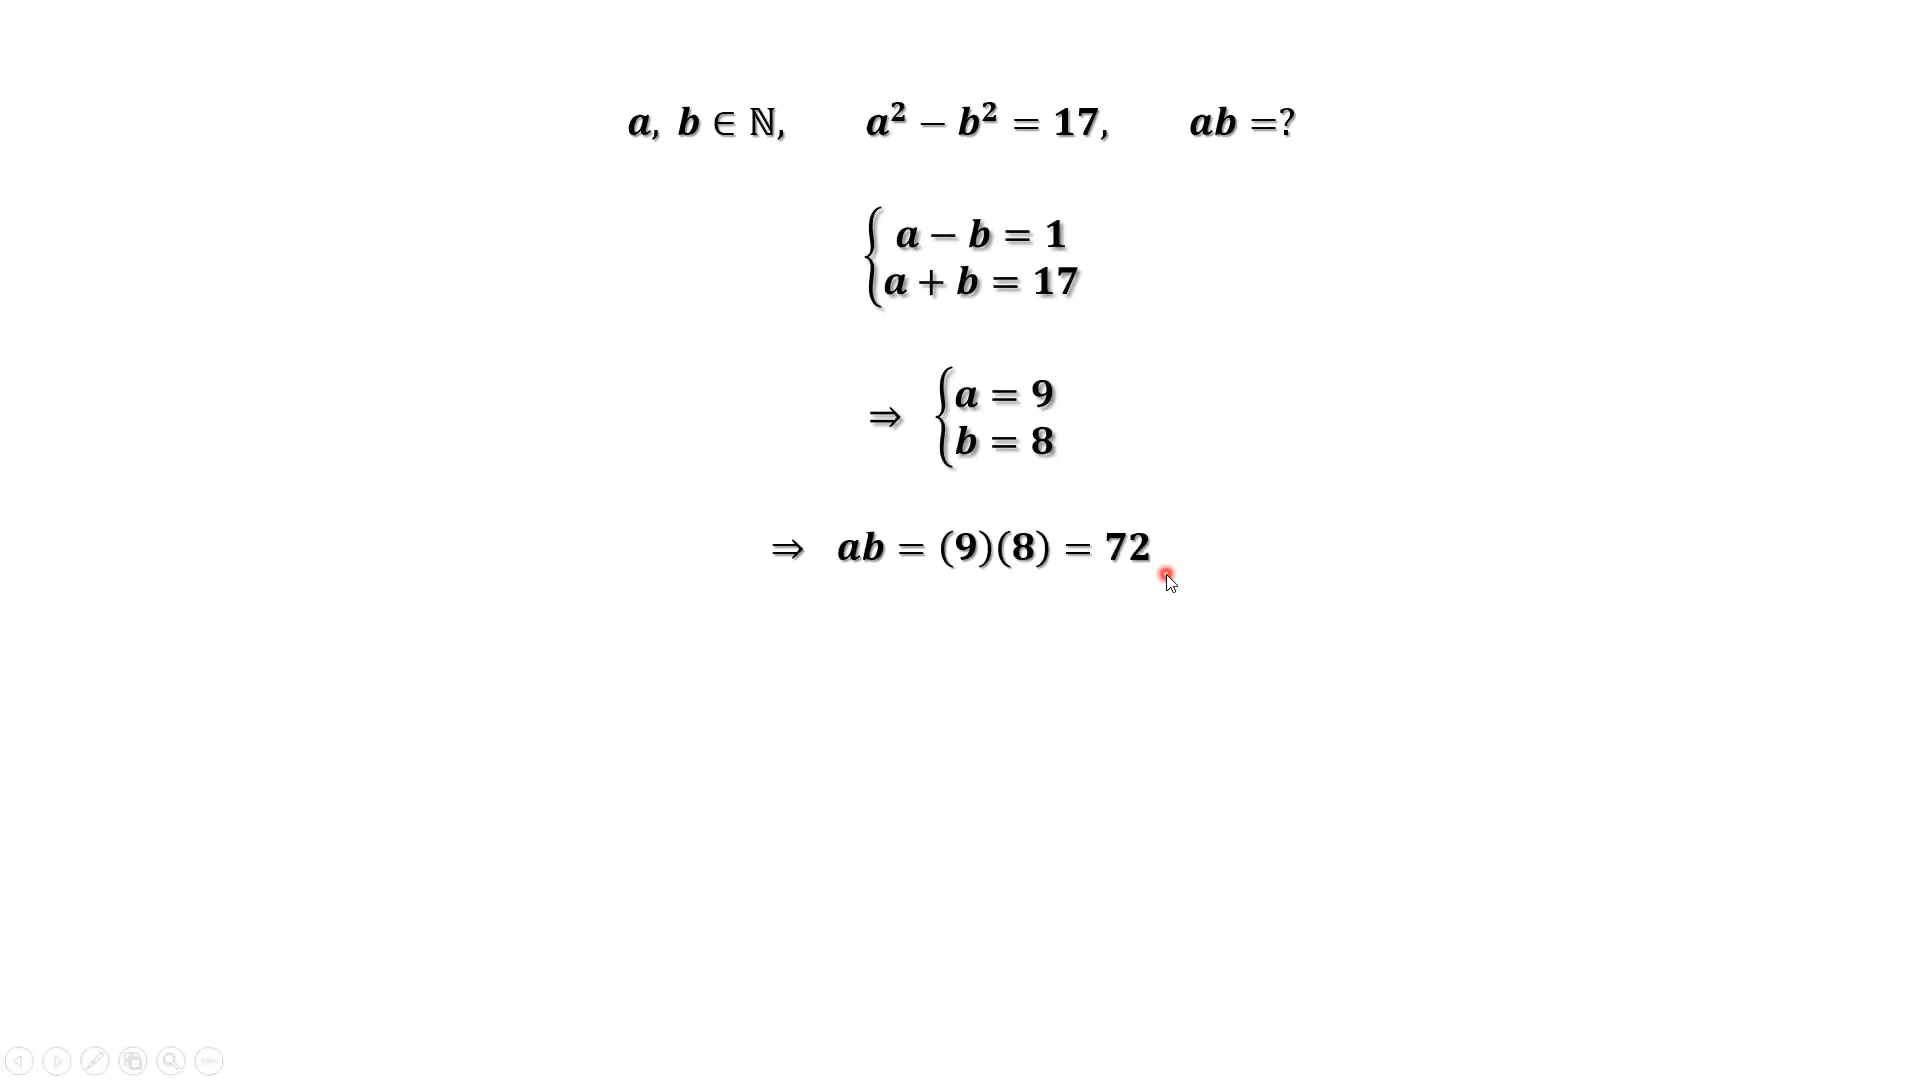 a, b ∈ ℕ, a² − b² = 17, ab =?
a − b = 1
a + b = 17
⇒ a = 9
b = 8
⇒ ab = (9)(8) = 72